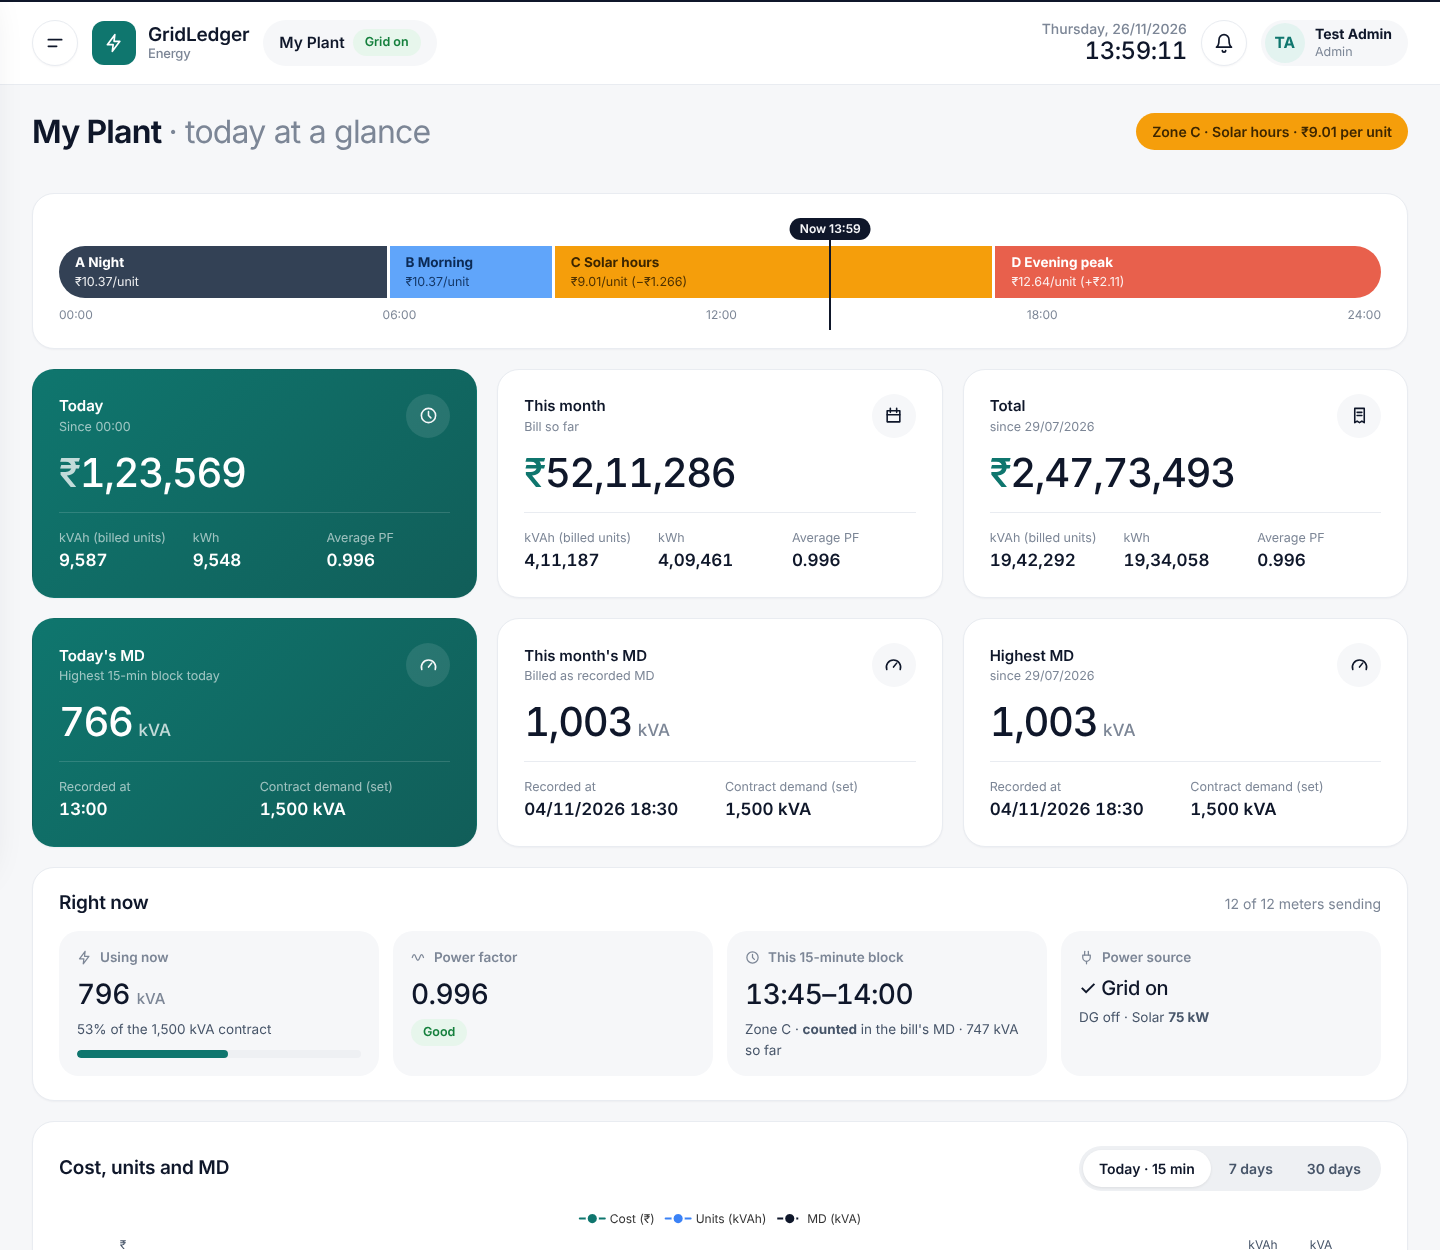 GridLedger
Energy
My Plant
Grid on
Thursday, 26/11/2026
13:59:11
TA
Test Admin
Admin
My Plant · today at a glance
Zone C · Solar hours · ₹9.01 per unit
Now 13:59
A Night
₹10.37/unit
B Morning
₹10.37/unit
C Solar hours
₹9.01/unit (−₹1.266)
D Evening peak
₹12.64/unit (+₹2.11)
00:00
06:00
12:00
18:00
24:00
Today
Since 00:00
₹1,23,569
kVAh (billed units) kWh Average PF
9,587 9,548 0.996
This month
Bill so far
₹52,11,286
kVAh (billed units) kWh Average PF
4,11,187 4,09,461 0.996
Total
since 29/07/2026
₹2,47,73,493
kVAh (billed units) kWh Average PF
19,42,292 19,34,058 0.996
Today's MD
Highest 15-min block today
766 kVA
Recorded at Contract demand (set)
13:00 1,500 kVA
This month's MD
Billed as recorded MD
1,003 kVA
Recorded at Contract demand (set)
04/11/2026 18:30 1,500 kVA
Highest MD
since 29/07/2026
1,003 kVA
Recorded at Contract demand (set)
04/11/2026 18:30 1,500 kVA
Right now
12 of 12 meters sending
Using now
796 kVA
53% of the 1,500 kVA contract
Power factor
0.996
Good
This 15-minute block
13:45–14:00
Zone C · counted in the bill's MD · 747 kVA
so far
Power source
✓ Grid on
DG off · Solar 75 kW
Cost, units and MD
Today · 15 min 7 days 30 days
Cost (₹) Units (kVAh) MD (kVA)
₹ kVAh kVA